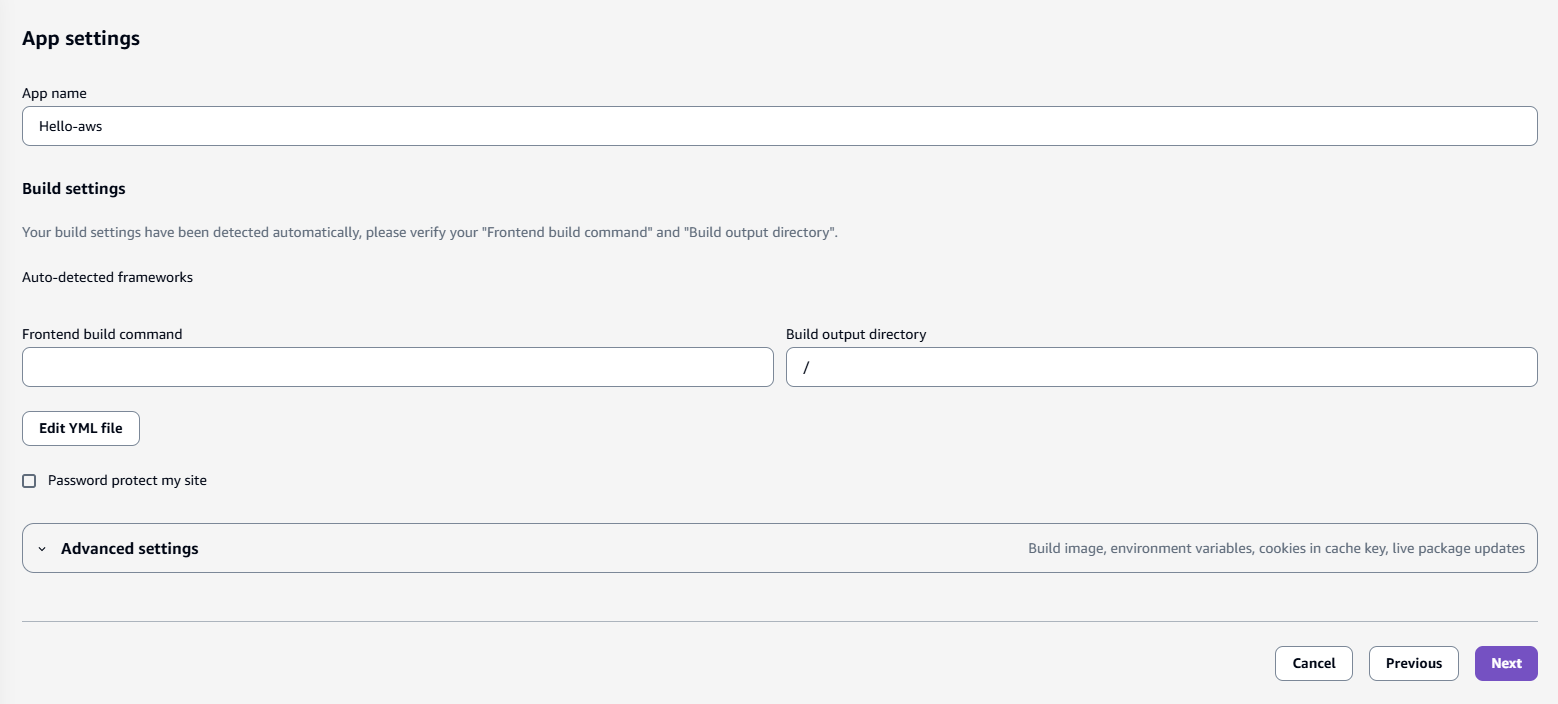 App settings
App name
Hello-aws
Build settings
Your build settings have been detected automatically, please verify your "Frontend build command" and "Build output directory".
Auto-detected frameworks
Frontend build command
Build output directory
/
Edit YML file
Password protect my site
Advanced settings
Build image, environment variables, cookies in cache key, live package updates
Cancel
Previous
Next